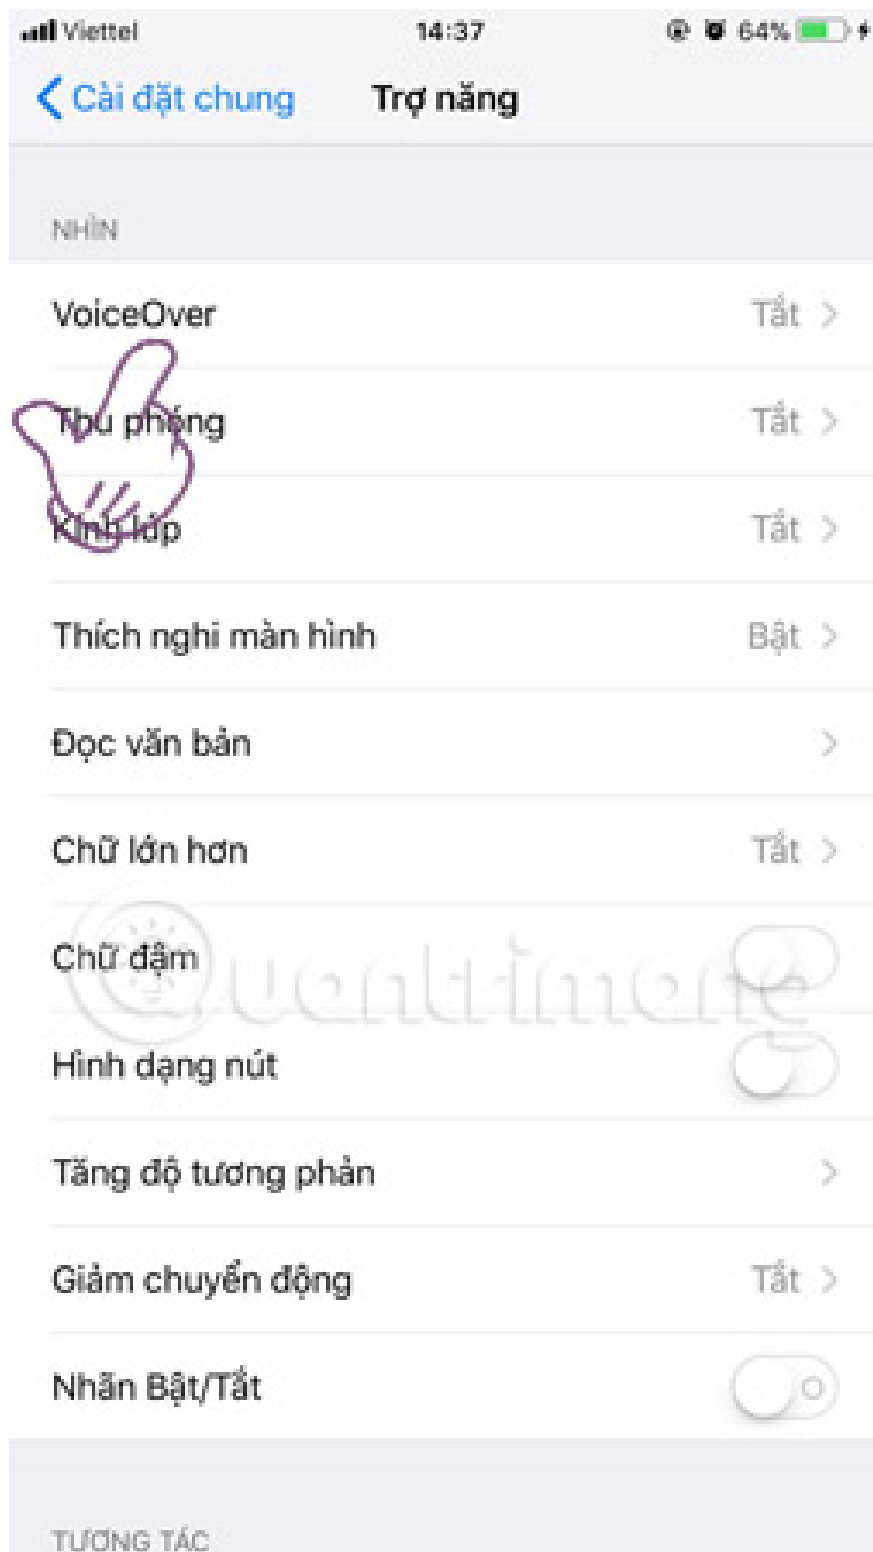 Viettel 14:37 64%
Cài đặt chung Trợ năng
NHÌN
VoiceOver Tắt
Thu phóng Tắt
Kính lúp Tắt
Thích nghi màn hình Bật
Đọc văn bản
Chữ lớn hơn Tắt
Chữ đậm
Quantrimang
Hình dạng nút
Tăng độ tương phản
Giảm chuyển động Tắt
Nhãn Bật/Tắt
TƯƠNG TÁC